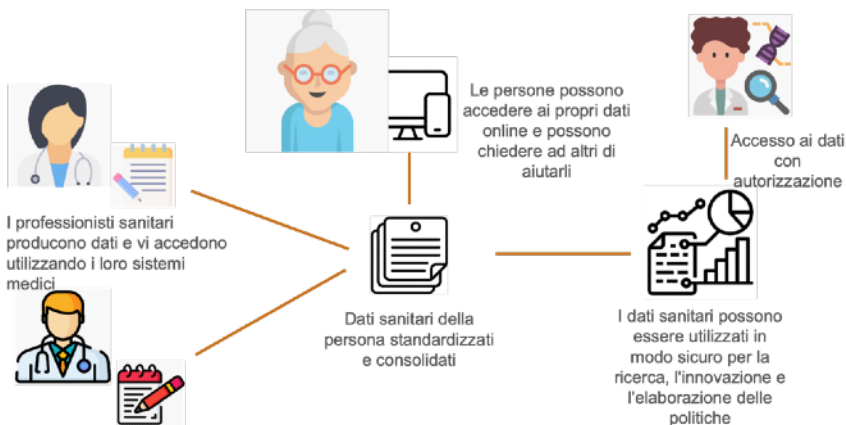 I professionisti sanitari
producono dati e vi accedono
utilizzando i loro sistemi
medici
Le persone possono
accedere ai propri dati
online e possono
chiedere ad altri di
aiutarli
Accesso ai dati
con
autorizzazione
Dati sanitari della
persona standardizzati
e consolidati
I dati sanitari possono
essere utilizzati in
modo sicuro per la
ricerca, l'innovazione e
l'elaborazione delle
politiche